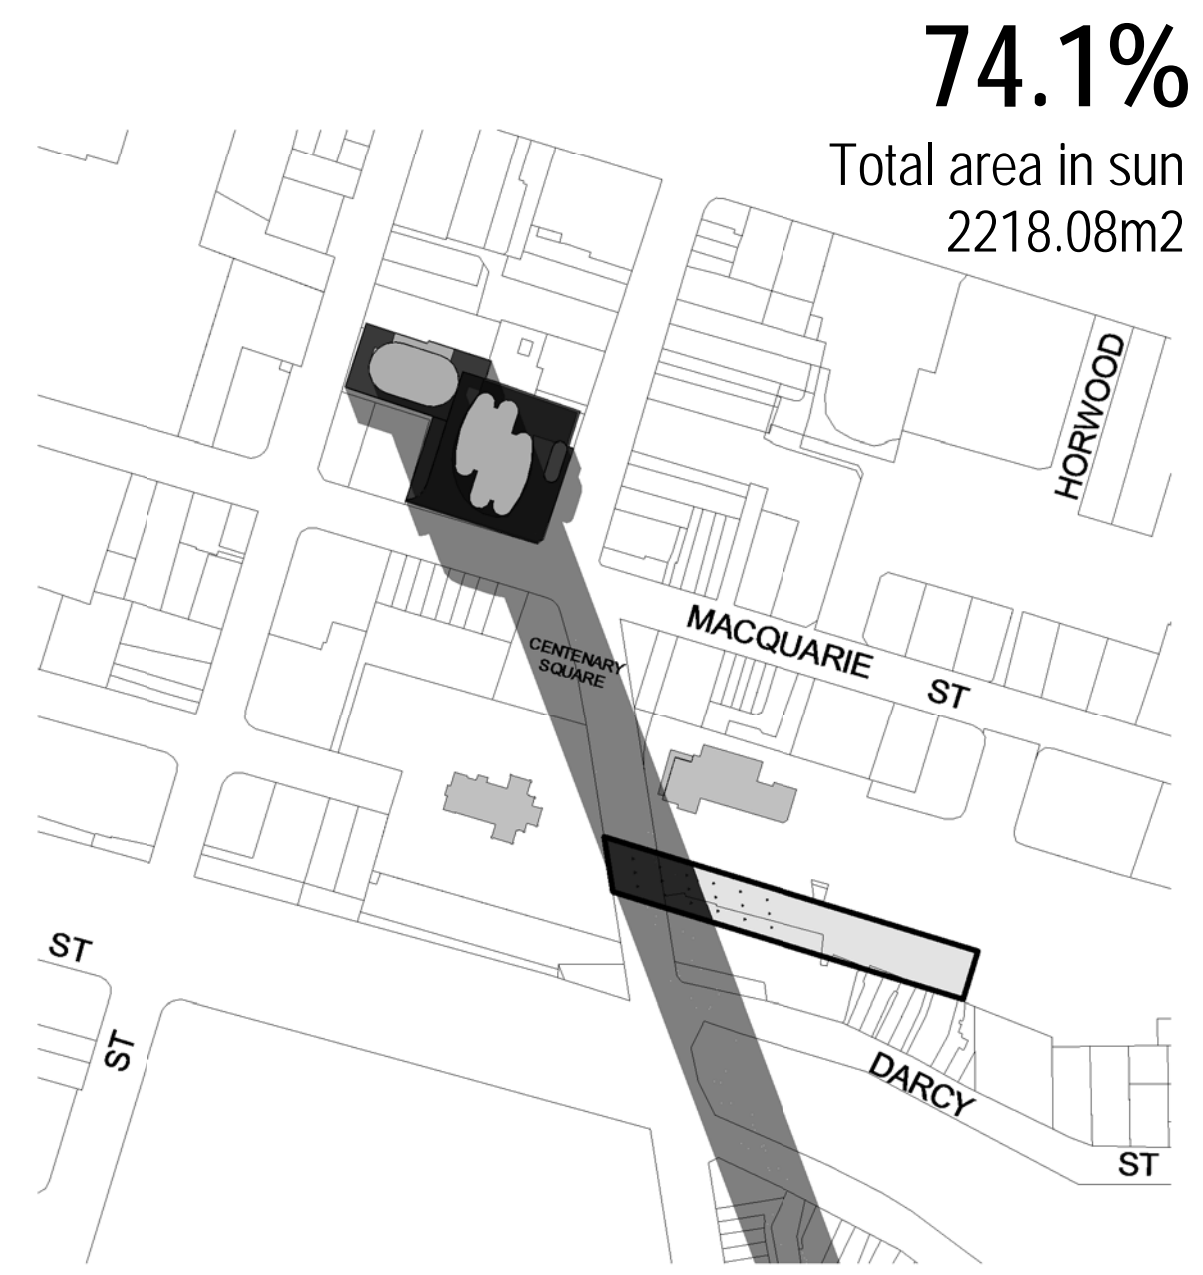 74.1%
Total area in sun
2218.08m2
HORWOOD
MACQUARIE
ST
CENTENARY
SQUARE
ST
ST
DARCY
ST